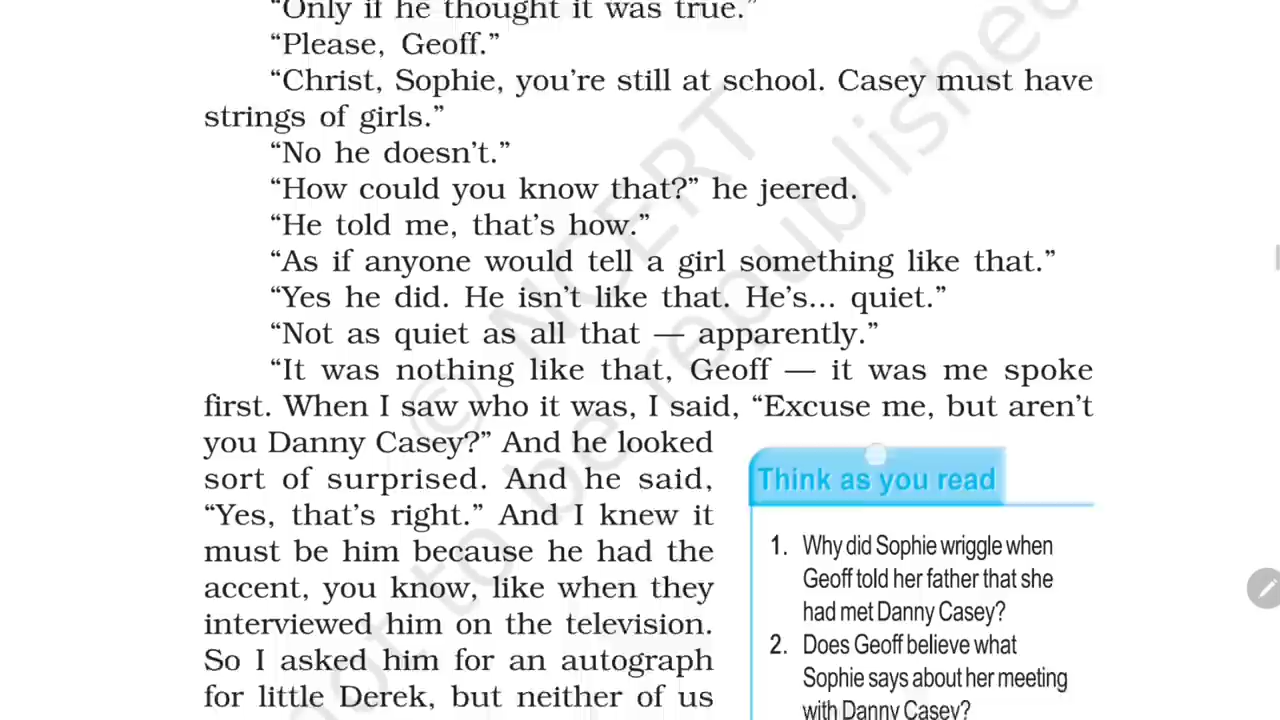 “Only if he thought it was true.”
“Please, Geoff.”
“Christ, Sophie, you’re still at school. Casey must have
strings of girls.”
“No he doesn’t.”
“How could you know that?” he jeered.
“He told me, that’s how.”
“As if anyone would tell a girl something like that.”
“Yes he did. He isn’t like that. He’s... quiet.”
“Not as quiet as all that — apparently.”
“It was nothing like that, Geoff — it was me spoke
first. When I saw who it was, I said, “Excuse me, but aren’t
you Danny Casey?” And he looked
sort of surprised. And he said,
“Yes, that’s right.” And I knew it
must be him because he had the
accent, you know, like when they
interviewed him on the television.
So I asked him for an autograph
for little Derek, but neither of us
Think as you read
1. Why did Sophie wriggle when
Geoff told her father that she
had met Danny Casey?
2. Does Geoff believe what
Sophie says about her meeting
with Danny Casey?
© NCERT
not to be republished